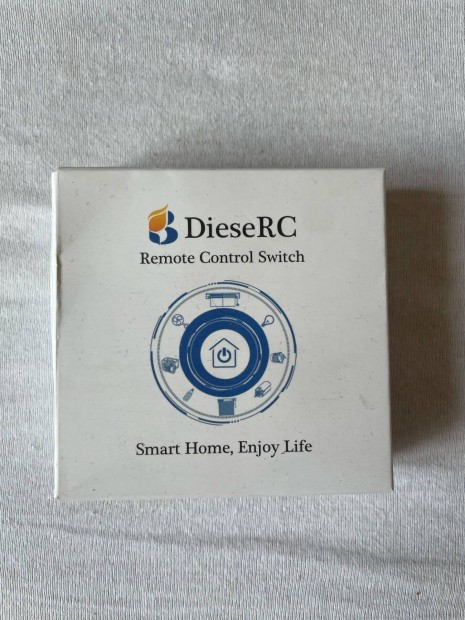 DieseRC
Remote Control Switch
Smart Home, Enjoy Life